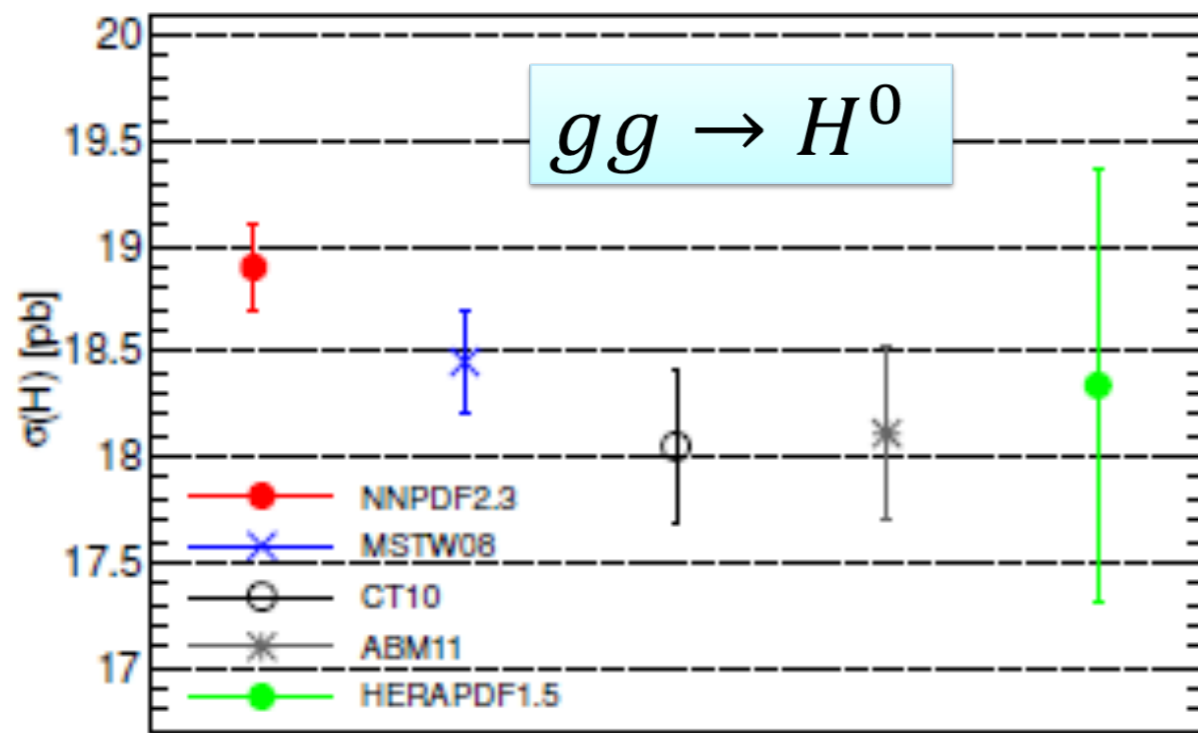 20
gg → H⁰
19.5
19
18.5
18
17.5
17
σ(H) [pb]
NNPDF2.3
MSTW08
CT10
ABM11
HERAPDF1.5